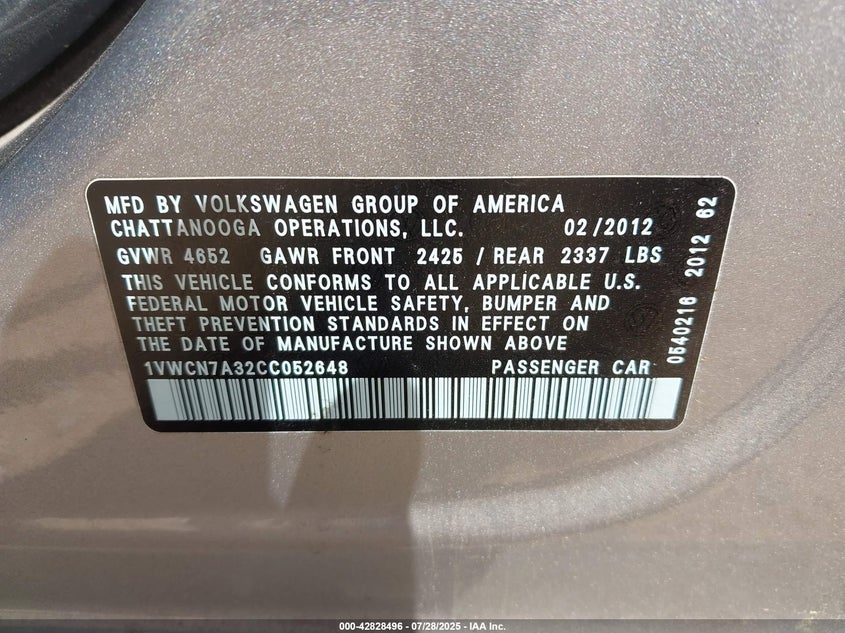 MFD BY VOLKSWAGEN GROUP OF AMERICA
CHATTANOOGA OPERATIONS, LLC. 02/2012
GVWR 4652 GAWR FRONT 2425 / REAR 2337 LBS
THIS VEHICLE CONFORMS TO ALL APPLICABLE U.S.
FEDERAL MOTOR VEHICLE SAFETY, BUMPER AND
THEFT PREVENTION STANDARDS IN EFFECT ON
THE DATE OF MANUFACTURE SHOWN ABOVE
1VWCN7A32CC052648 PASSENGER CAR
0540216 2012 62
000-42828496 - 07/28/2025 - IAA Inc.